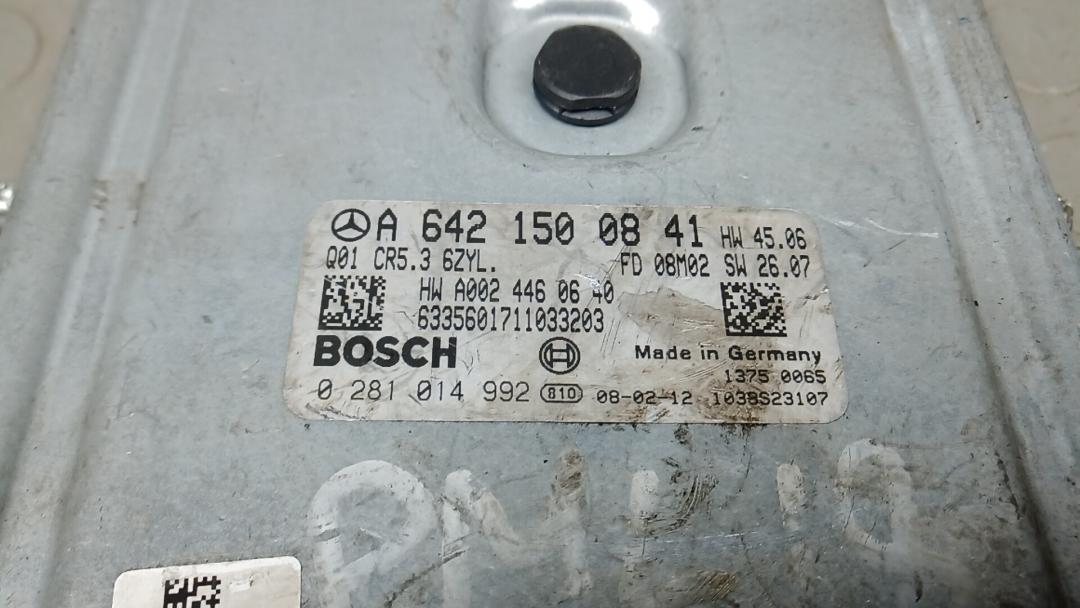 A 642 150 08 41 HW 45.06
Q01 CR5.3 6ZYL. FD 08M02 SW 26.07
HW A002 446 06 40
6335601711033203
BOSCH Made in Germany
1375 0065
0 281 014 992 810 08-02-12 1038S23107